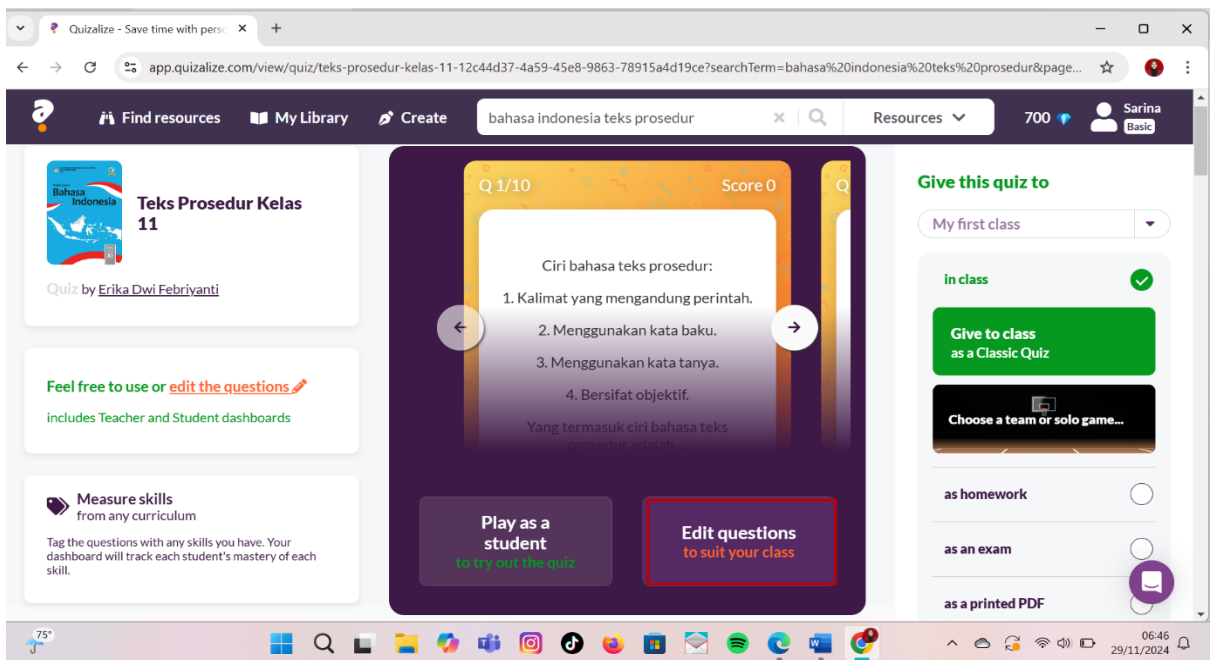 Quizalize - Save time with perso
app.quizalize.com/view/quiz/teks-prosedur-kelas-11-12c44d37-4a59-45e8-9863-78915a4d19ce?searchTerm=bahasa%20indonesia%20teks%20prosedur&page...
Find resources
My Library
Create
bahasa indonesia teks prosedur
Resources
700
Sarina
Basic
Bahasa
Indonesia
Teks Prosedur Kelas
11
Quiz by Erika Dwi Febriyanti
Feel free to use or edit the questions
includes Teacher and Student dashboards
Measure skills
from any curriculum
Tag the questions with any skills you have. Your
dashboard will track each student's mastery of each
skill.
Q 1/10
Score 0
Q
Ciri bahasa teks prosedur:
1. Kalimat yang mengandung perintah.
2. Menggunakan kata baku.
3. Menggunakan kata tanya.
4. Bersifat objektif.
Yang termasuk ciri bahasa teks
prosedur adalah
Play as a
student
to try out the quiz
Edit questions
to suit your class
Give this quiz to
My first class
in class
Give to class
as a Classic Quiz
Choose a team or solo game...
as homework
as an exam
as a printed PDF
75°
06:46
29/11/2024